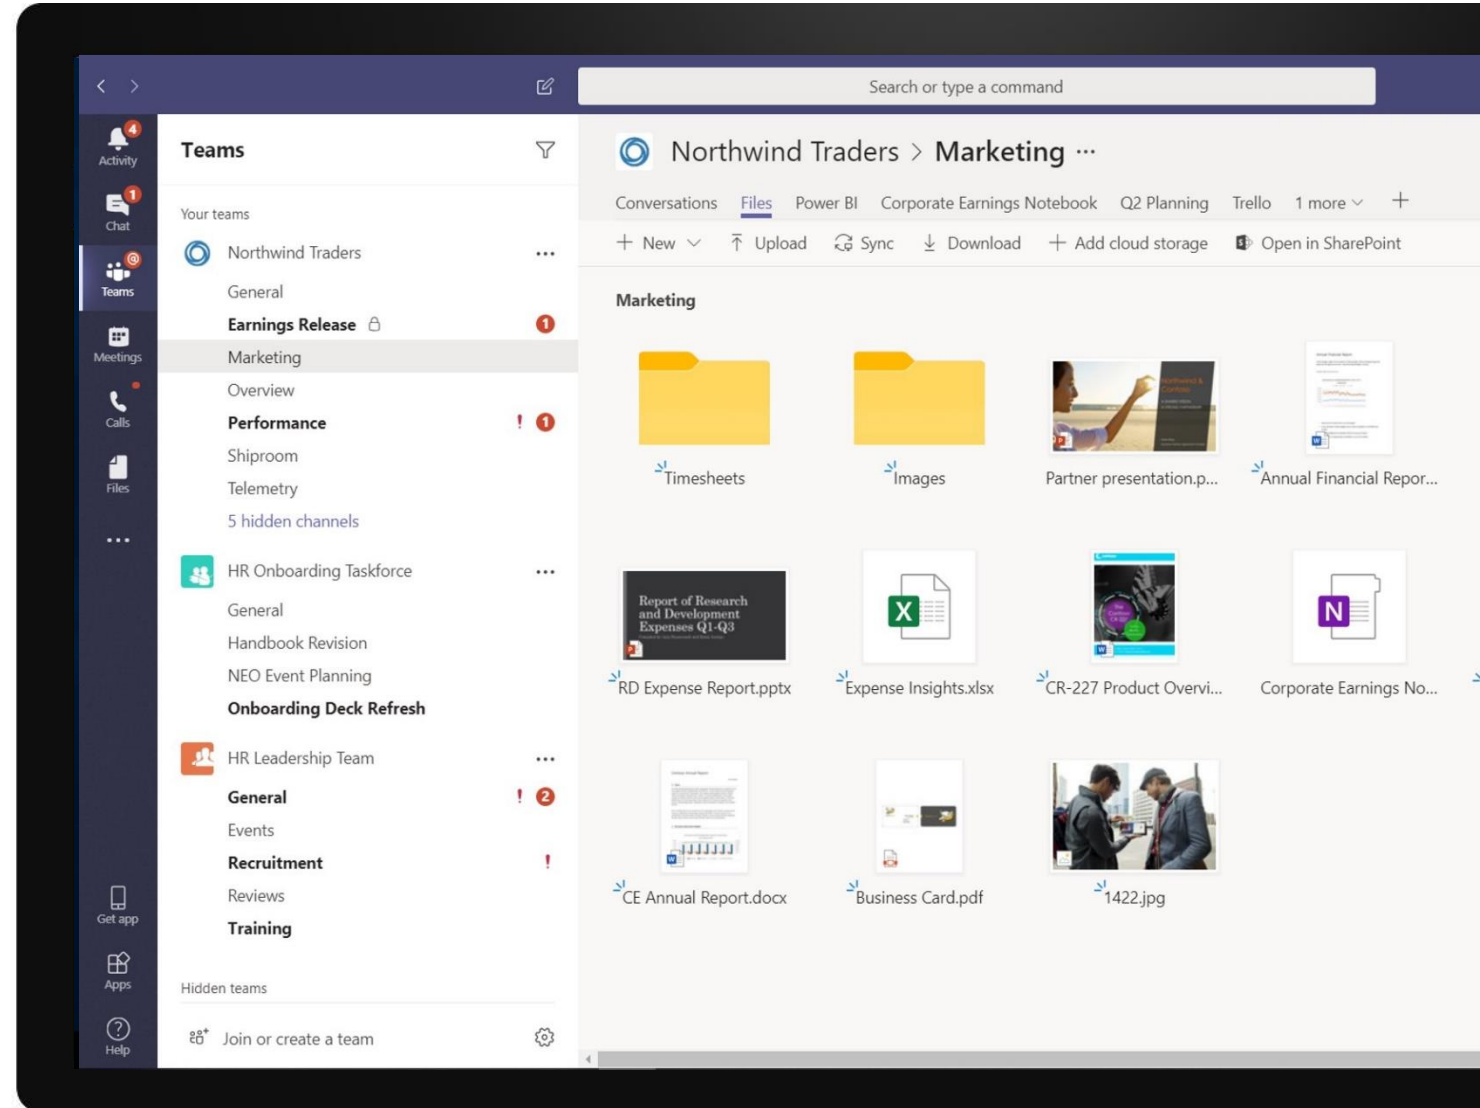 Search or type a command
4
Activity
1
Chat
@
Teams
Meetings
Calls
Files
Get app
Apps
Help
Teams
Your teams
Northwind Traders
General
Earnings Release 1
Marketing
Overview
Performance ! 1
Shiproom
Telemetry
5 hidden channels
HR Onboarding Taskforce
General
Handbook Revision
NEO Event Planning
Onboarding Deck Refresh
HR Leadership Team
General ! 2
Events
Recruitment !
Reviews
Training
Hidden teams
Join or create a team
Northwind Traders > Marketing ...
Conversations Files Power BI Corporate Earnings Notebook Q2 Planning Trello 1 more +
+ New Upload Sync Download + Add cloud storage Open in SharePoint
Marketing
Northwind &
Contoso
Timesheets Images Partner presentation.p... Annual Financial Repor...
Report of Research
and Development
Expenses Q1-Q3
X
N
RD Expense Report.pptx Expense Insights.xlsx CR-227 Product Overvi... Corporate Earnings No...
CE Annual Report.docx Business Card.pdf 1422.jpg